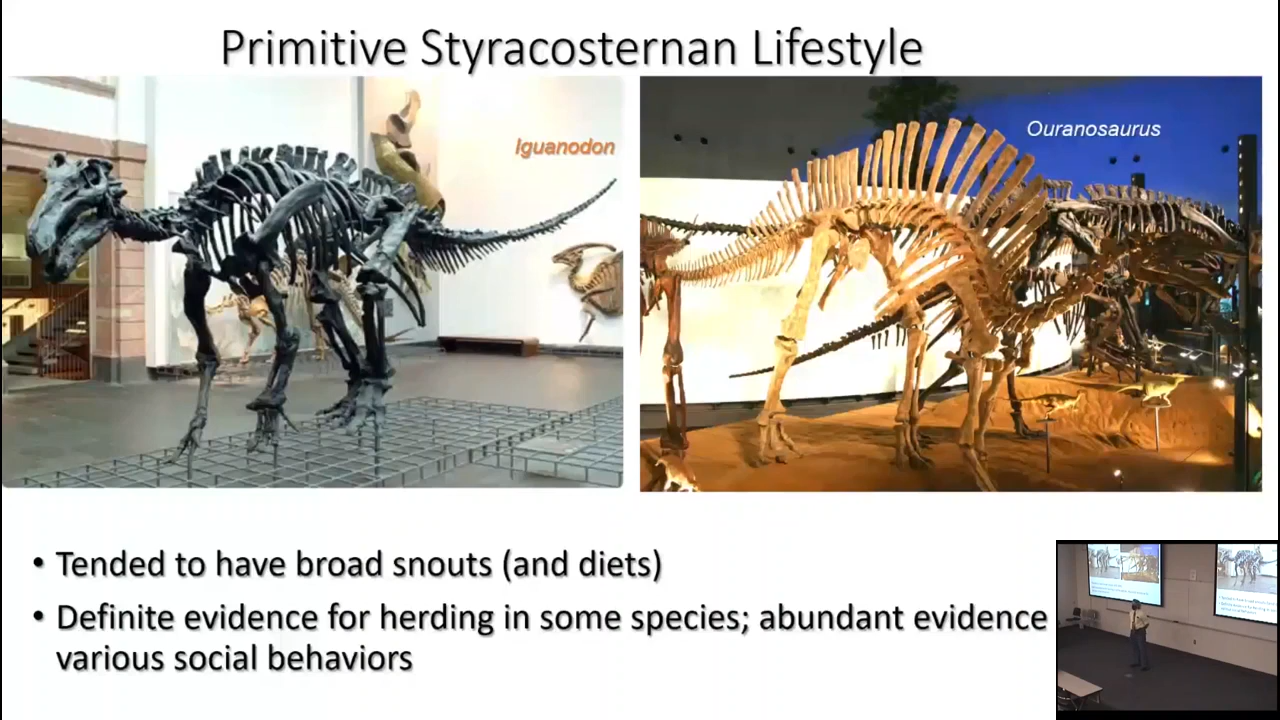 Primitive Styracosternan Lifestyle
Iguanodon
Ouranosaurus
• Tended to have broad snouts (and diets)
• Definite evidence for herding in some species; abundant evidence
various social behaviors